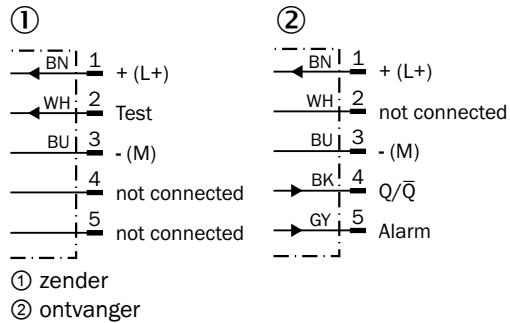 ①
BN 1 + (L+)
WH 2 Test
BU 3 - (M)
4 not connected
5 not connected
②
BN 1 + (L+)
WH 2 not connected
BU 3 - (M)
BK 4 Q/Q̅
GY 5 Alarm
① zender
② ontvanger